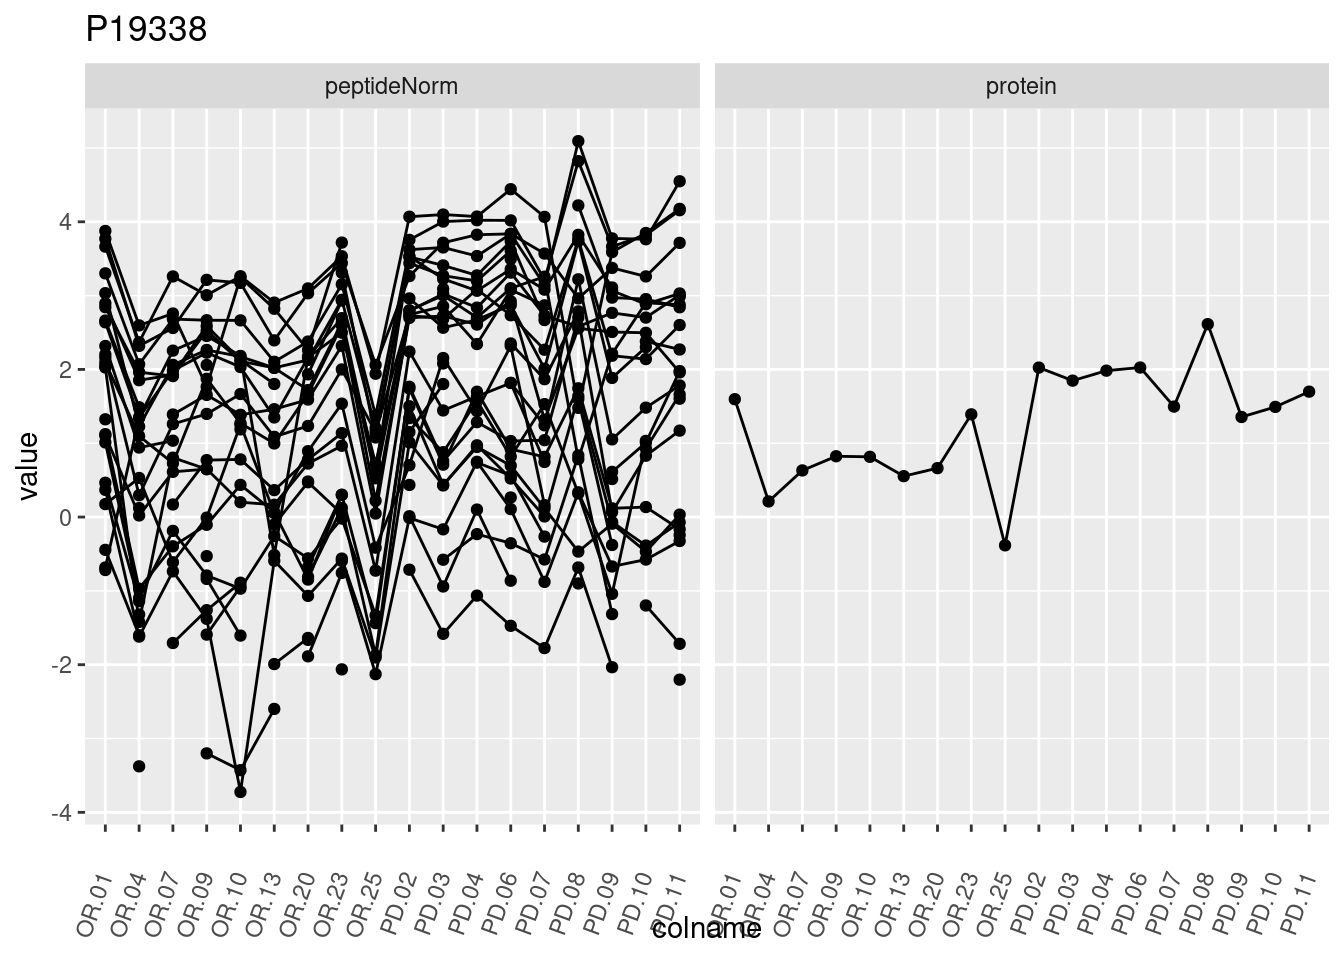 P19338
peptideNorm protein
4
2
0
-2
-4
value
OR.01 OR.04 OR.07 OR.09 OR.10 OR.13 OR.20 OR.23 OR.25 PD.02 PD.03 PD.04 PD.06 PD.07 PD.08 PD.09 PD.10 PD.11 OR.01 OR.04 OR.07 OR.09 OR.10 OR.13 OR.20 OR.23 OR.25 PD.02 PD.03 PD.04 PD.06 PD.07 PD.08 PD.09 PD.10 PD.11
colname